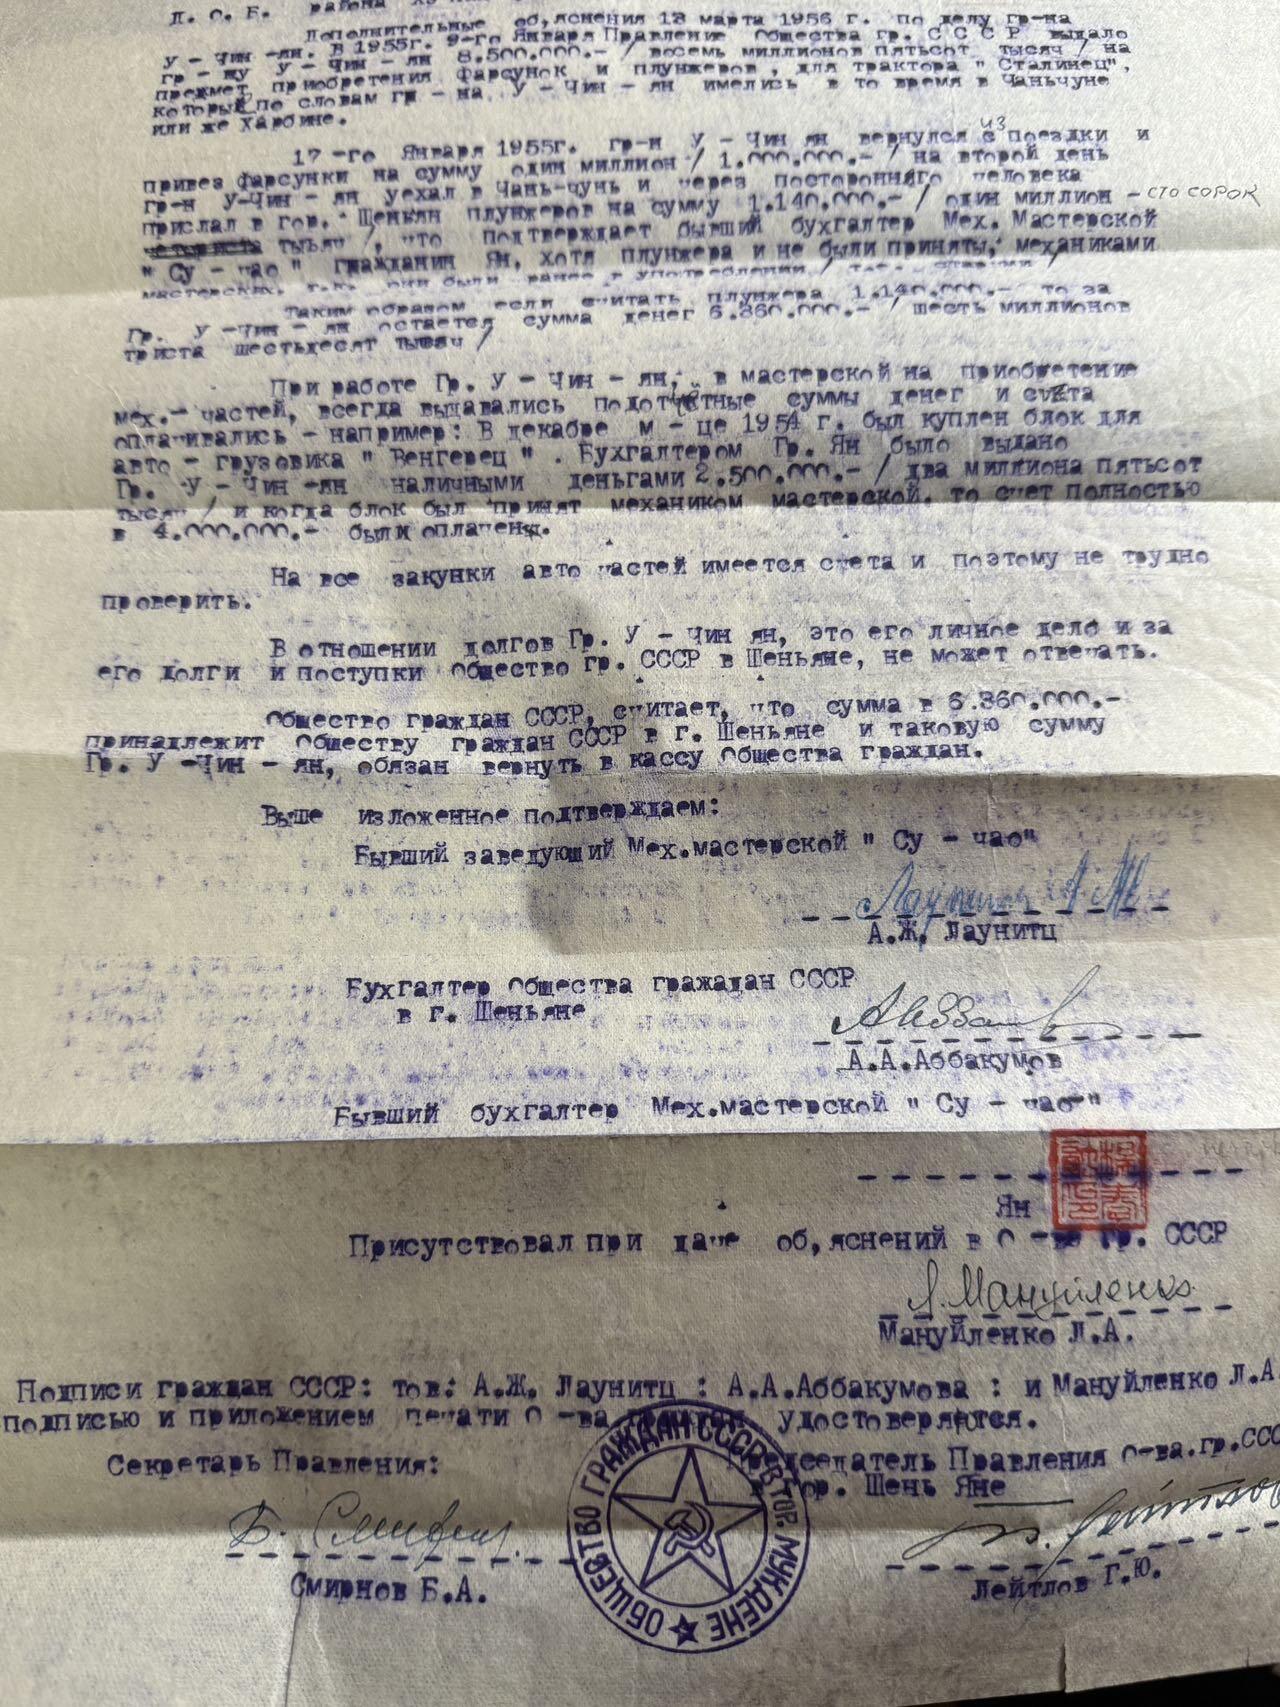 Д. О. Б. района
Дополнительные об,яснения 13 марта 1956 г. по делу гр-на
У - Чин -ян. В 1955г. 9-го Января Правление Общества гр. С С С Р выдало
гр - ну У - Чин - ян 8.500.000.- / восемь миллионов пятьсот тысяч / на
предмет приобретения фарсунок и плунжеров , для трактора " Сталинец",
который по словам гр - на У - Чин - ян имелись в то время в Чаньчуне
или же Харбине.
17 -го Января 1955г. гр-н У - Чин ян вернулся из поездки и
привез фарсунки на сумму один миллион / 1.000.000.- / на второй день
гр-н У-Чин - ян уехал в Чань-чунь и через посторонняго человека
прислал в гор. Шеньян плунжеров на сумму 1.140.000.- / один миллион - сто сорок
тысяч /, что подтверждает бывший бухгалтер Мех. Мастерской
" Су - чао " гражданин Ян, хотя плунжера и не были приняты, механиками
мастерских, т.к. они были ранее в употреблении /
Таким образом если считать плунжера 1.140.000.- то за
Гр. У -Чин - ян остается сумма денег 6.360.000.- / шесть миллионов
триста шестьдесят тысяч /
При работе Гр. У - Чин - ян, в мастерской на приобретение
мех.- частей, всегда выдавались подотчётные суммы денег и счета
оплачивались - например: В декабре м - це 1954 г. был куплен блок для
авто - грузовика " Венгерец " . Бухгалтером Гр. Ян было выдано
Гр. У - Чин -ян наличными деньгами 2.500.000.- / два миллиона пятьсот
тысяч / и когда блок был принят механиком мастерской. то счет полностью
в 4.000.000.- были оплачены.
На все закунки авто частей имеется счета и поэтому не трудно
проверить.
В отношении долгов Гр. У - Чин ян, это его личное дело и за
его долги и поступки общество гр. СССР в Шеньяне, не может отвечать.
Общество граждан СССР, считает, что сумма в 6.360.000.-
принадлежит Обществу граждан СССР в г. Шеньяне и таковую сумму
Гр. У -Чин - ян, обязан вернуть в кассу Общества граждан.
Выше изложенное подтверждаем:
Бывший заведующий Мех.мастерской " Су - чао"
А.Ж. Лаунитц
Бухгалтер Общества граждан СССР
в г. Шеньяне
А.А.Аббакумов
Бывший бухгалтер Мех.мастерской " Су - чао "
Ян
Присутствовал при даче об,яснений в О -ве гр. СССР
Л.Мануйленко
Мануйленко Л.А.
Подписи граждан СССР: тов: А.Ж. Лаунитц : А.А.Аббакумова : и Мануйленко Л.А
подписью и приложением печати О -ва граждан удостоверяются.
Секретарь Правления: Председатель Правления о-ва.гр.ССС
в Гор. Шень Яне
Б. Смирнов
Смирнов Б.А.
Лейтлов Г.Ю.
ОБЩЕСТВО ГРАЖДАН СССР В ГОР. МУКДЕНЕ